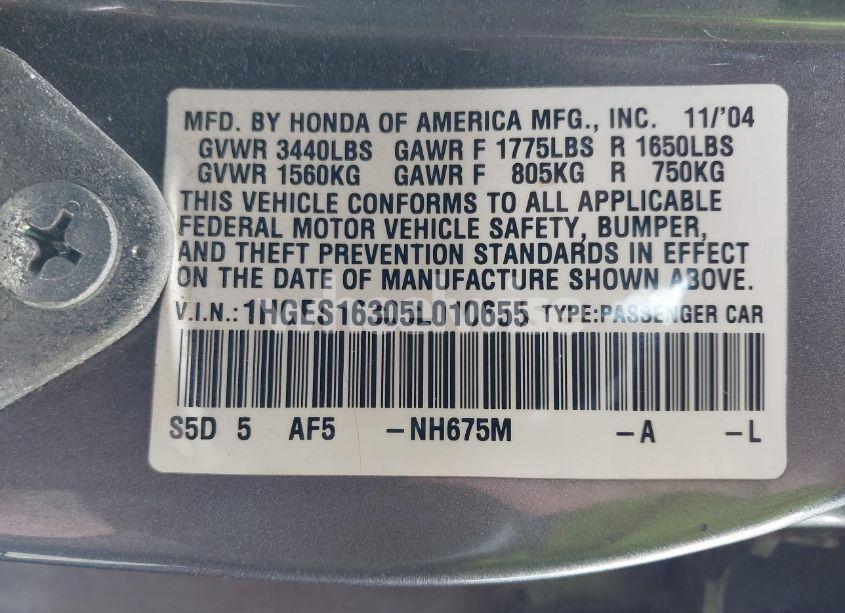 MFD. BY HONDA OF AMERICA MFG., INC. 11/'04
GVWR 3440LBS GAWR F 1775LBS R 1650LBS
GVWR 1560KG GAWR F 805KG R 750KG
THIS VEHICLE CONFORMS TO ALL APPLICABLE
FEDERAL MOTOR VEHICLE SAFETY, BUMPER,
AND THEFT PREVENTION STANDARDS IN EFFECT
ON THE DATE OF MANUFACTURE SHOWN ABOVE.
V.I.N.: 1HGES16305L010655 TYPE:PASSENGER CAR
S5D 5 AF5 -NH675M -A -L